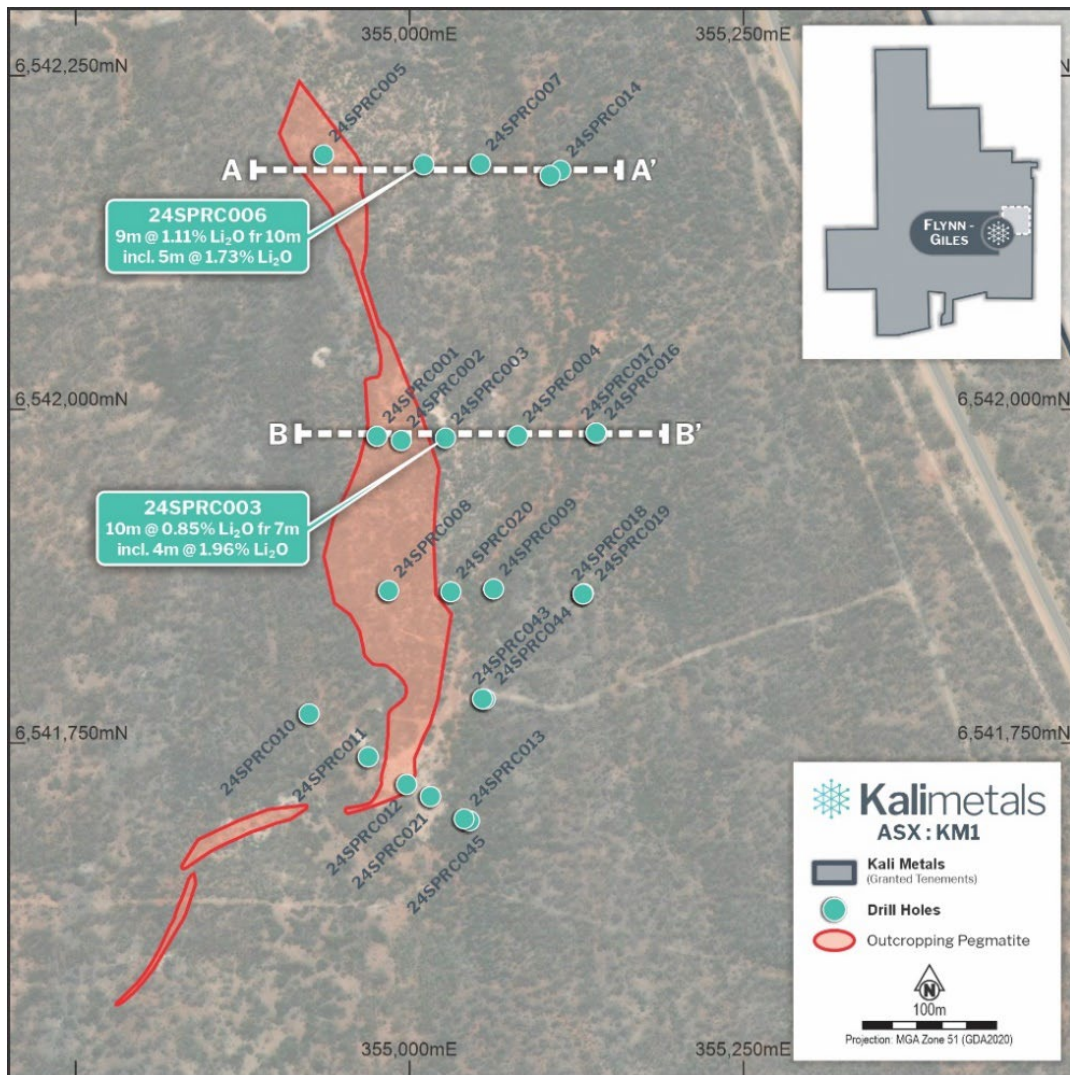 355,000mE
355,250mE
6,542,250mN
N
24SPRC005
24SPRC007
24SPRC014
A
A'
24SPRC006
9m @ 1.11% Li₂O fr 10m
incl. 5m @ 1.73% Li₂O
FLYNN -
GILES
6,542,000mN
6,542,000mN
24SPRC001
24SPRC002
24SPRC003
24SPRC004
24SPRC017
24SPRC016
B
B'
24SPRC003
10m @ 0.85% Li₂O fr 7m
incl. 4m @ 1.96% Li₂O
24SPRC008
24SPRC020
24SPRC009
24SPRC018
24SPRC019
24SPRC043
24SPRC044
6,541,750mN
6,541,750mN
24SPRC010
24SPRC011
24SPRC012
24SPRC021
24SPRC013
24SPRC045
Kalimetals
ASX : KM1
Kali Metals
(Granted Tenements)
Drill Holes
Outcropping Pegmatite
N
100m
Projection: MGA Zone 51 (GDA2020)
355,000mE
355,250mE